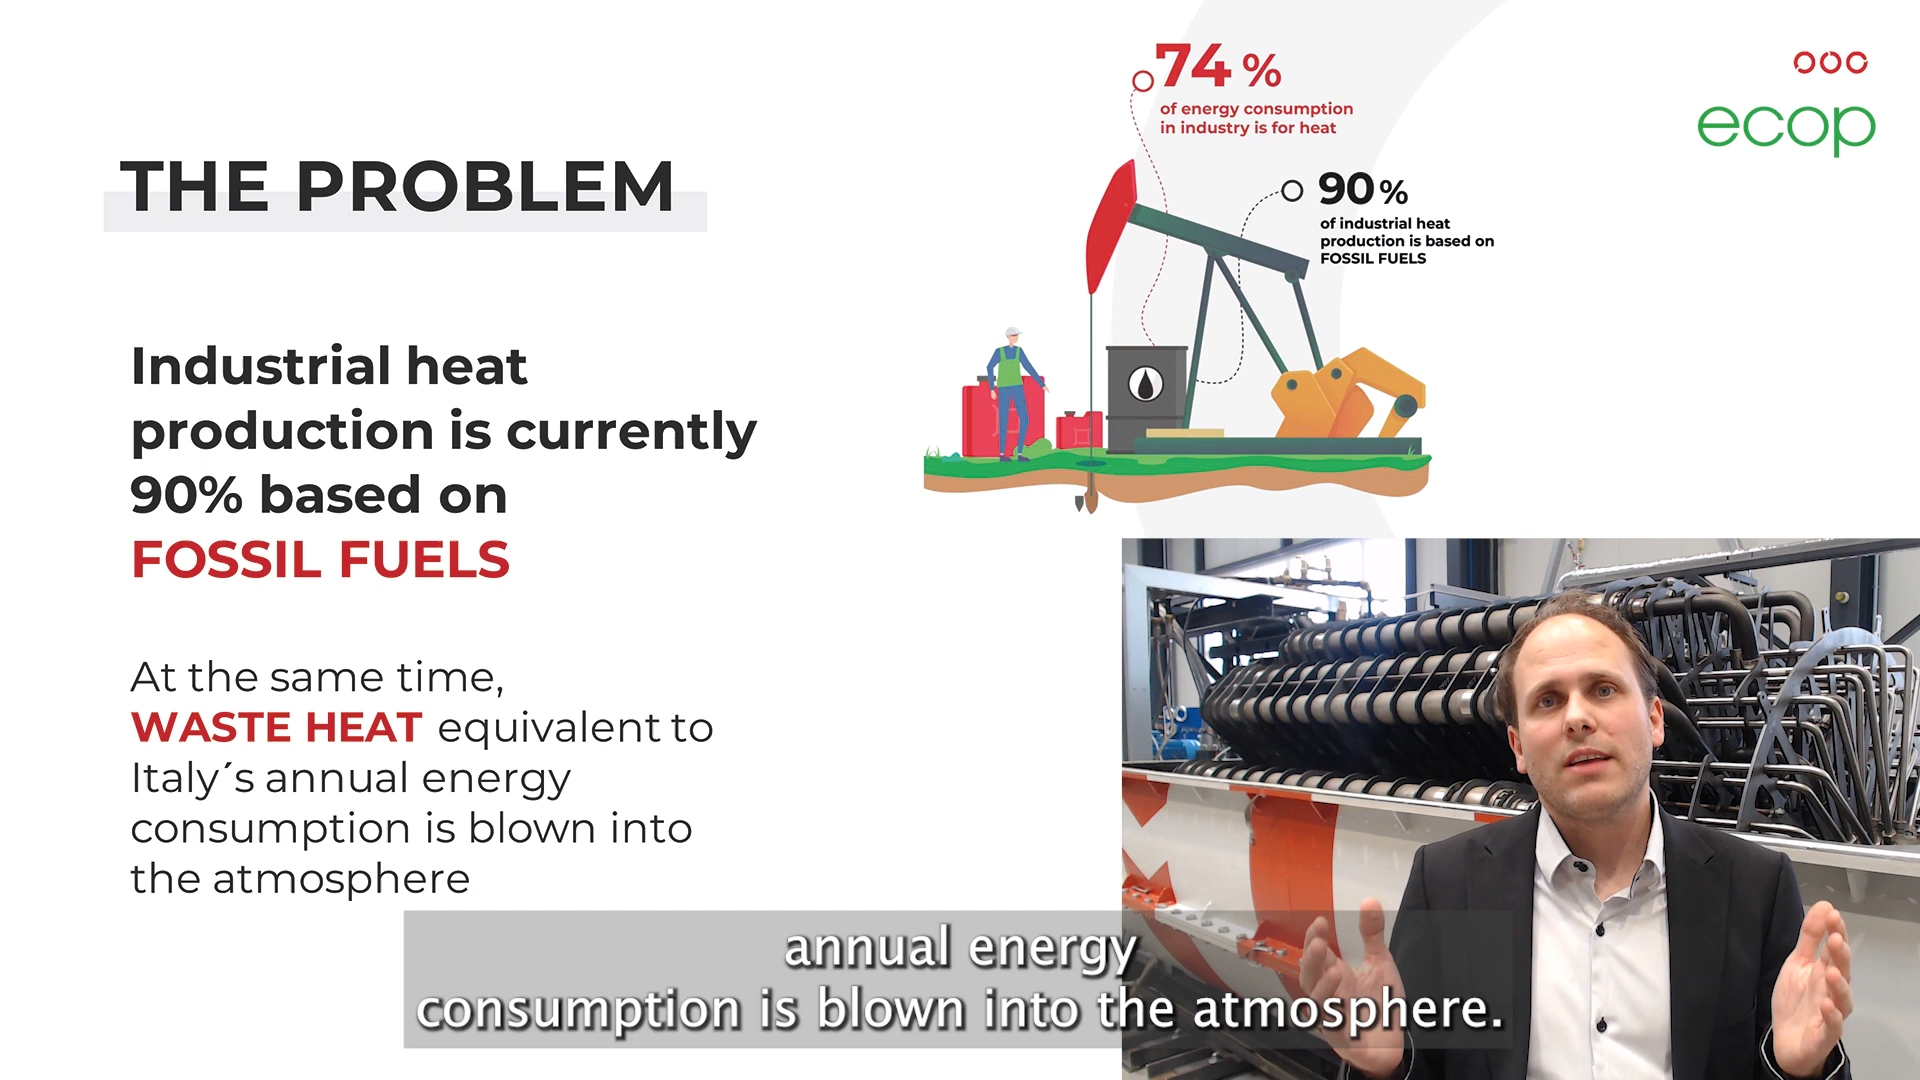 74 %
of energy consumption
in industry is for heat
ecop
THE PROBLEM
90%
of industrial heat
production is based on
FOSSIL FUELS
Industrial heat
production is currently
90% based on
FOSSIL FUELS
At the same time,
WASTE HEAT equivalent to
Italy´s annual energy
consumption is blown into
the atmosphere
annual energy
consumption is blown into the atmosphere.